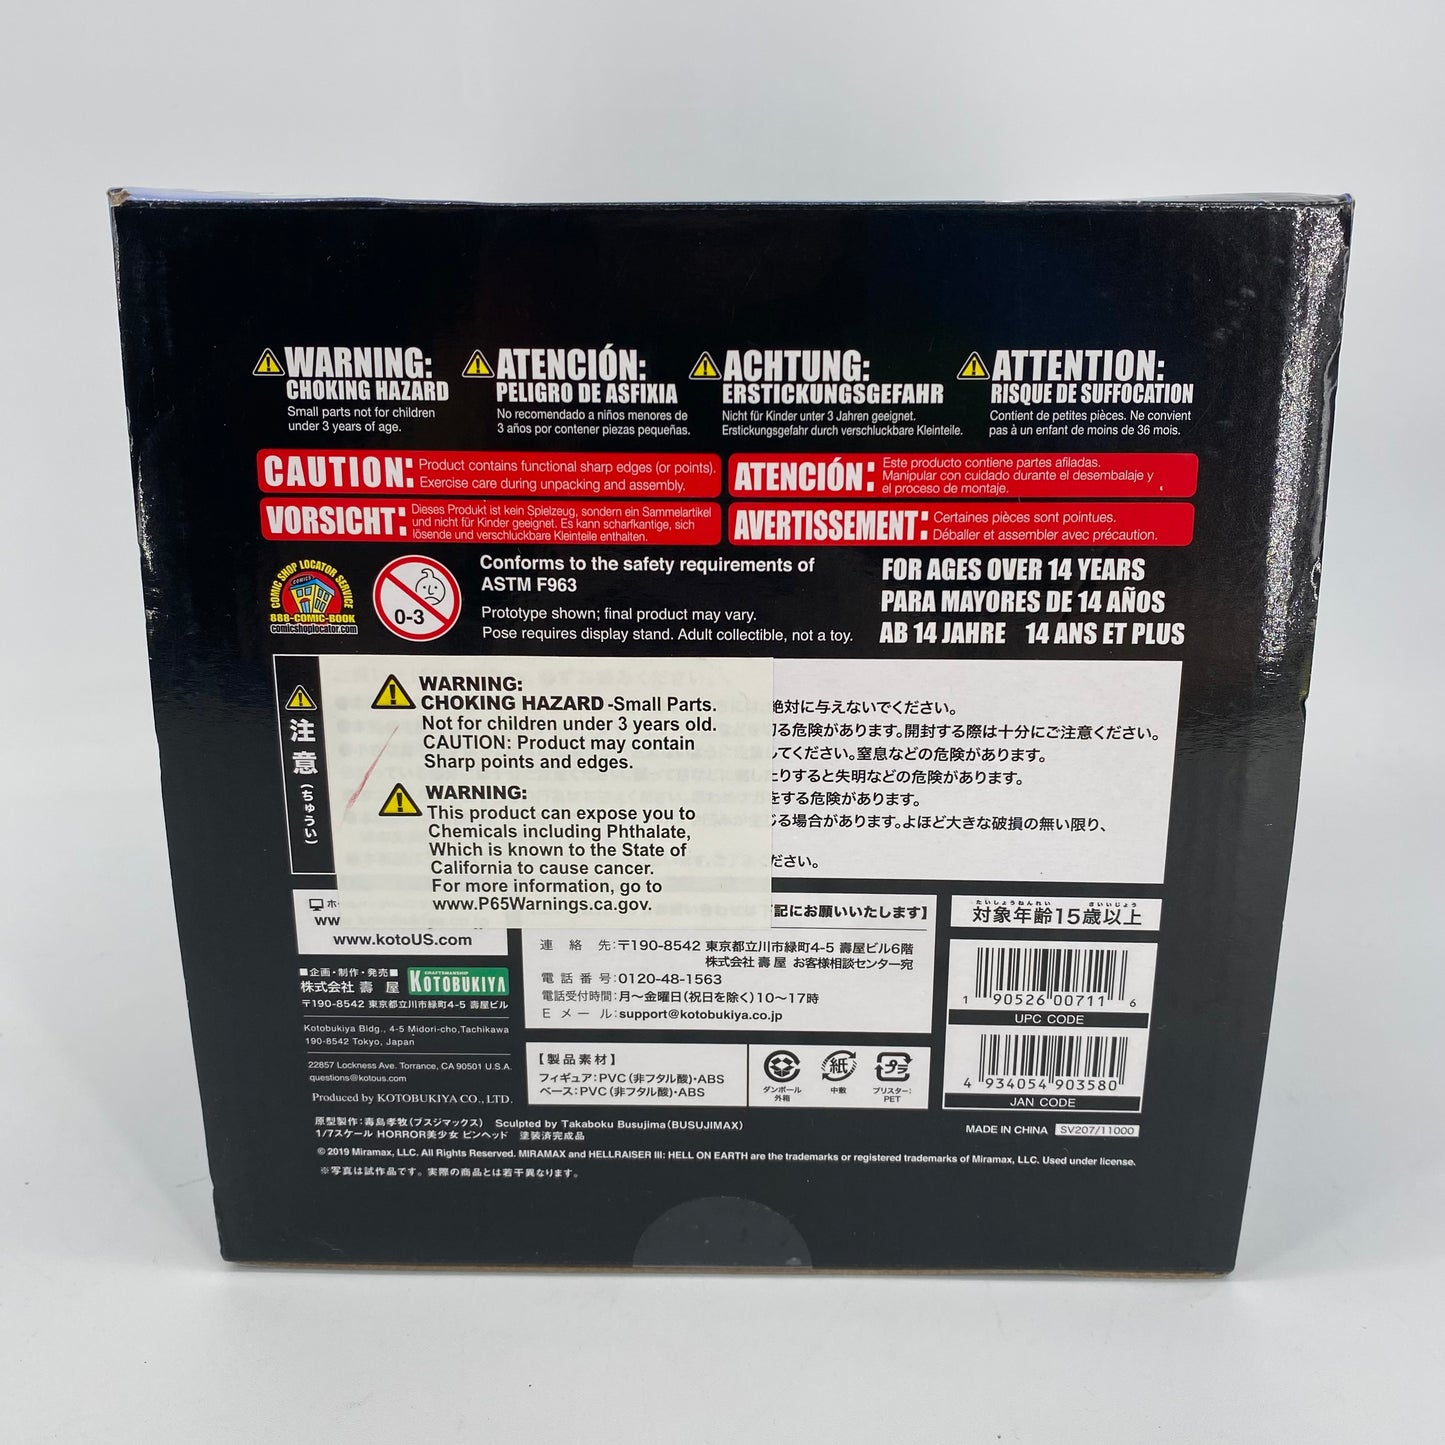 WARNING:
CHOKING HAZARD
Small parts not for children
under 3 years of age.
ATENCIÓN:
PELIGRO DE ASFIXIA
No recomendado a niños menores de
3 años por contener piezas pequeñas.
ACHTUNG:
ERSTICKUNGSGEFAHR
Nicht für Kinder unter 3 Jahren geeignet.
Erstickungsgefahr durch verschluckbare Kleinteile.
ATTENTION:
RISQUE DE SUFFOCATION
Contient de petites pièces. Ne convient
pas à un enfant de moins de 36 mois.
CAUTION: Product contains functional sharp edges (or points).
Exercise care during unpacking and assembly.
ATENCIÓN: Este producto contiene partes afiladas.
Manipular con cuidado durante el desembalaje y
el proceso de montaje.
VORSICHT: Dieses Produkt ist kein Spielzeug, sondern ein Sammelartikel
und nicht für Kinder geeignet. Es kann scharfkantige, sich
lösende und verschluckbare Kleinteile enthalten.
AVERTISSEMENT: Certaines pièces sont pointues.
Déballer et assembler avec précaution.
COMIC SHOP LOCATOR SERVICE
COMICS
888-COMIC-BOOK
comicshoplocator.com
0-3
Conforms to the safety requirements of
ASTM F963
Prototype shown; final product may vary.
Pose requires display stand. Adult collectible, not a toy.
FOR AGES OVER 14 YEARS
PARA MAYORES DE 14 AÑOS
AB 14 JAHRE 14 ANS ET PLUS
注意(ちゅうい)
WARNING:
CHOKING HAZARD -Small Parts.
Not for children under 3 years old.
CAUTION: Product may contain
Sharp points and edges.
WARNING:
This product can expose you to
Chemicals including Phthalate,
Which is known to the State of
California to cause cancer.
For more information, go to
www.P65Warnings.ca.gov.
絶対に与えないでください。
る危険があります。開封する際は十分にご注意ください。
てください。窒息などの危険があります。
たりすると失明などの危険があります。
をする危険があります。
じる場合があります。よほど大きな破損の無い限り、
ださい。
ホ
ww
www.kotoUS.com
■企画・制作・発売■
株式会社 壽 屋
CRAFTSMANSHIP
KOTOBUKIYA
〒190-8542 東京都立川市緑町4-5 壽屋ビル
Kotobukiya Bldg., 4-5 Midori-cho,Tachikawa
190-8542 Tokyo, Japan
22857 Lockness Ave. Torrance, CA 90501 U.S.A.
questions@kotous.com
Produced by KOTOBUKIYA CO., LTD.
記にお願いいたします】
連絡先:〒190-8542 東京都立川市緑町4-5 壽屋ビル6階
株式会社 壽 屋 お客様相談センター宛
電話番号:0120-48-1563
電話受付時間:月〜金曜日(祝日を除く)10〜17時
Eメール:support@kotobukiya.co.jp
【製品素材】
フィギュア:PVC(非フタル酸)・ABS
ベース:PVC(非フタル酸)・ABS
ダンボール
外箱
紙
中敷
プラ
ブリスター:
PET
たいしょうねんれい さいいじょう
対象年齢15歳以上
1 90526 00711 6
UPC CODE
4 934054 903580
JAN CODE
MADE IN CHINA SV207/11000
原型製作:毒島孝牧(ブスジマックス) Sculpted by Takaboku Busujima(BUSUJIMAX)
1/7スケール HORROR美少女 ピンヘッド 塗装済完成品
© 2019 Miramax, LLC. All Rights Reserved. MIRAMAX and HELLRAISER III: HELL ON EARTH are the trademarks or registered trademarks of Miramax, LLC. Used under license.
※写真は試作品です。実際の商品とは若干異なります。